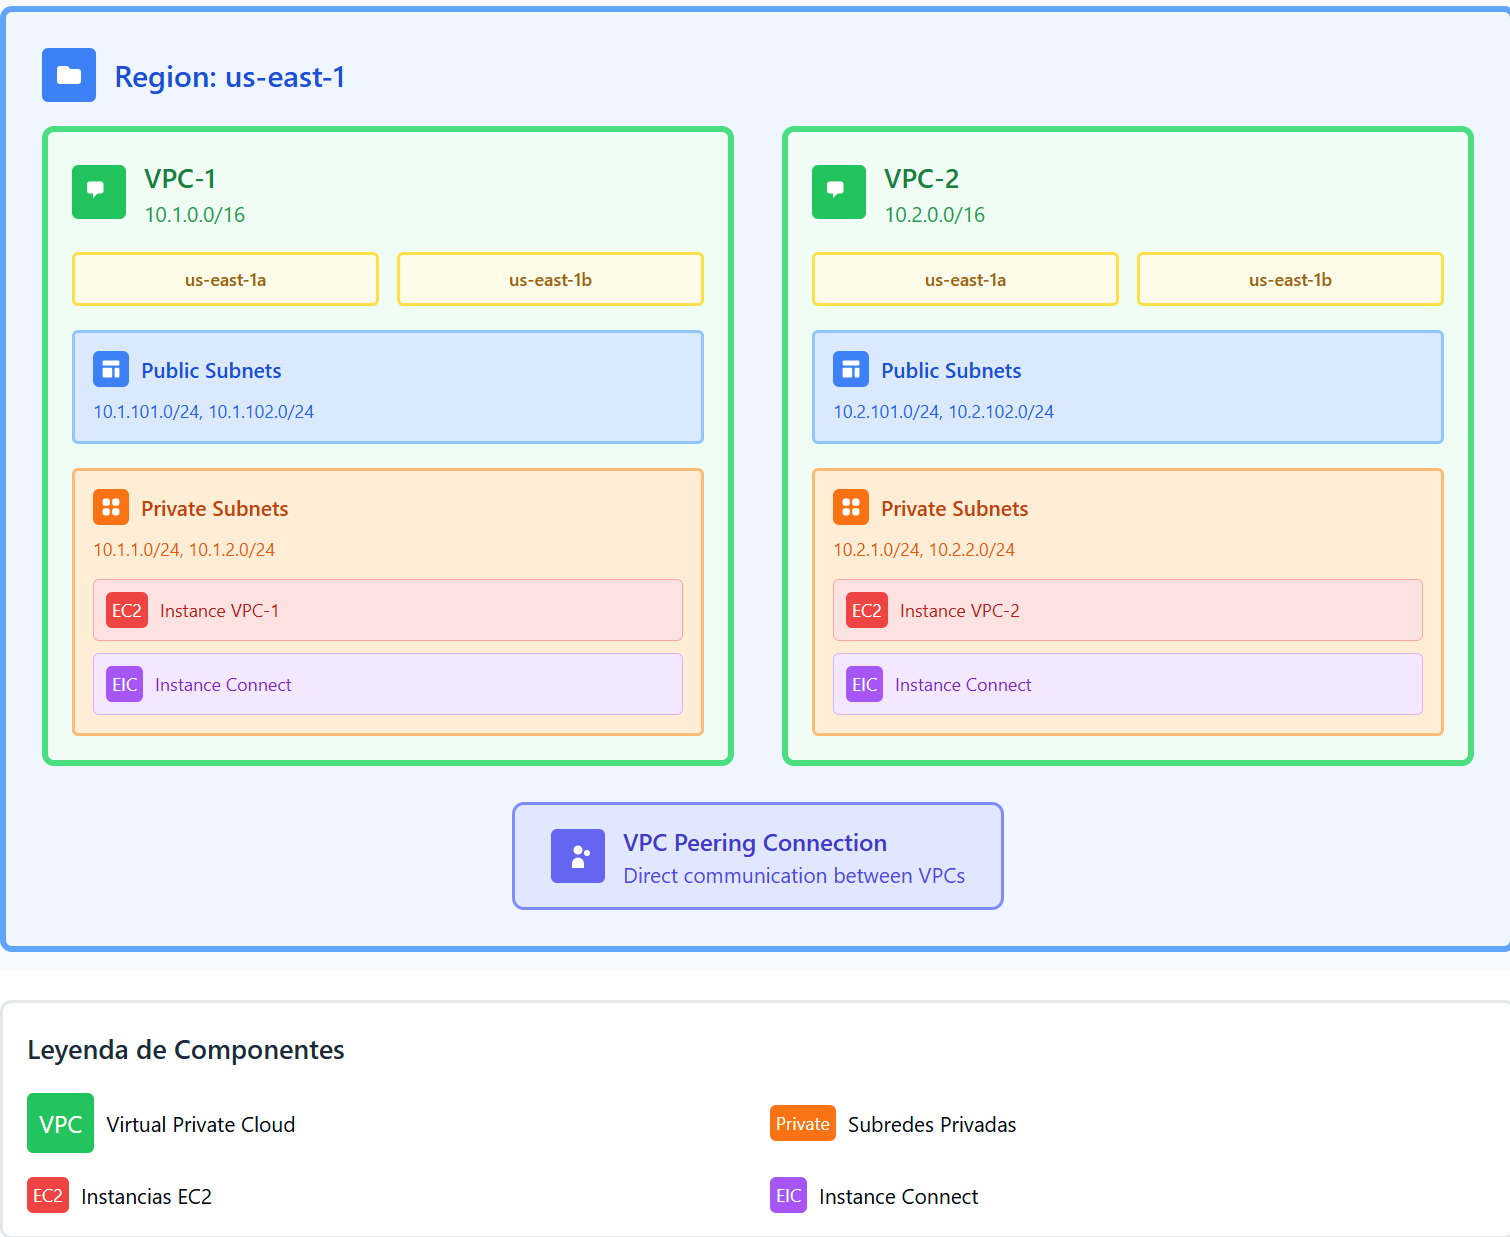 Region: us-east-1
VPC-1
10.1.0.0/16
us-east-1a
us-east-1b
Public Subnets
10.1.101.0/24, 10.1.102.0/24
Private Subnets
10.1.1.0/24, 10.1.2.0/24
EC2 Instance VPC-1
EIC Instance Connect
VPC-2
10.2.0.0/16
us-east-1a
us-east-1b
Public Subnets
10.2.101.0/24, 10.2.102.0/24
Private Subnets
10.2.1.0/24, 10.2.2.0/24
EC2 Instance VPC-2
EIC Instance Connect
VPC Peering Connection
Direct communication between VPCs
Leyenda de Componentes
VPC Virtual Private Cloud
Private Subredes Privadas
EC2 Instancias EC2
EIC Instance Connect